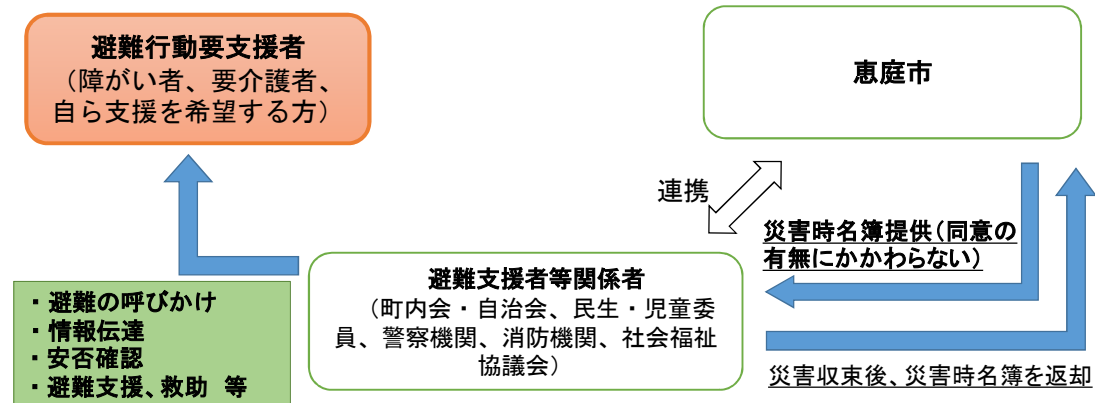 避難行動要支援者
（障がい者、要介護者、
自ら支援を希望する方）
恵庭市
連携
災害時名簿提供（同意の
有無にかかわらない）
避難支援者等関係者
（町内会・自治会、民生・児童委
員、警察機関、消防機関、社会福祉
協議会）
・避難の呼びかけ
・情報伝達
・安否確認
・避難支援、救助　等
災害収束後、災害時名簿を返却